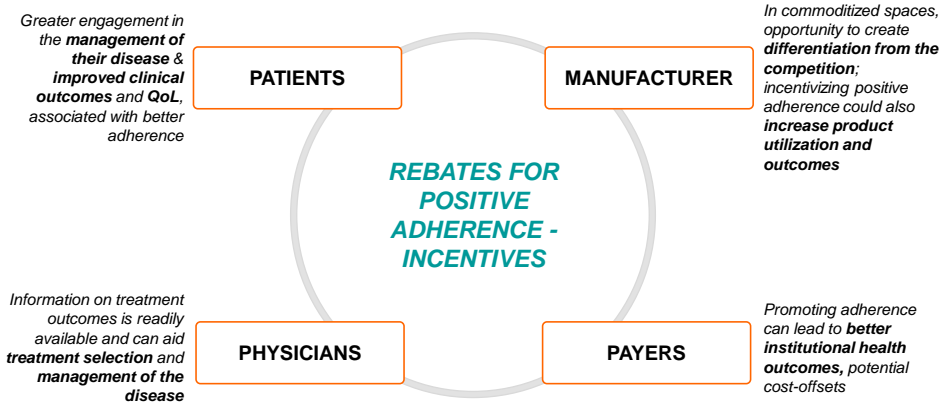 Greater engagement in
the management of
their disease &
improved clinical
outcomes and QoL,
associated with better
adherence
PATIENTS
MANUFACTURER
In commoditized spaces,
opportunity to create
differentiation from the
competition;
incentivizing positive
adherence could also
increase product
utilization and
outcomes
REBATES FOR
POSITIVE
ADHERENCE -
INCENTIVES
Information on treatment
outcomes is readily
available and can aid
treatment selection and
management of the
disease
PHYSICIANS
PAYERS
Promoting adherence
can lead to better
institutional health
outcomes, potential
cost-offsets